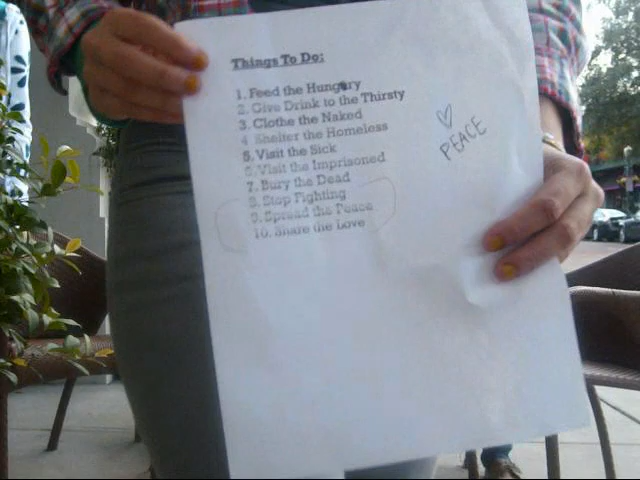 Things To Do:
1. Feed the Hungry
2. Give Drink to the Thirsty
3. Clothe the Naked
4 Shelter the Homeless
5. Visit the Sick
6. Visit the Imprisoned
7. Bury the Dead
8. Stop Fighting
9. Spread the Peace
10. Share the Love
PEACE